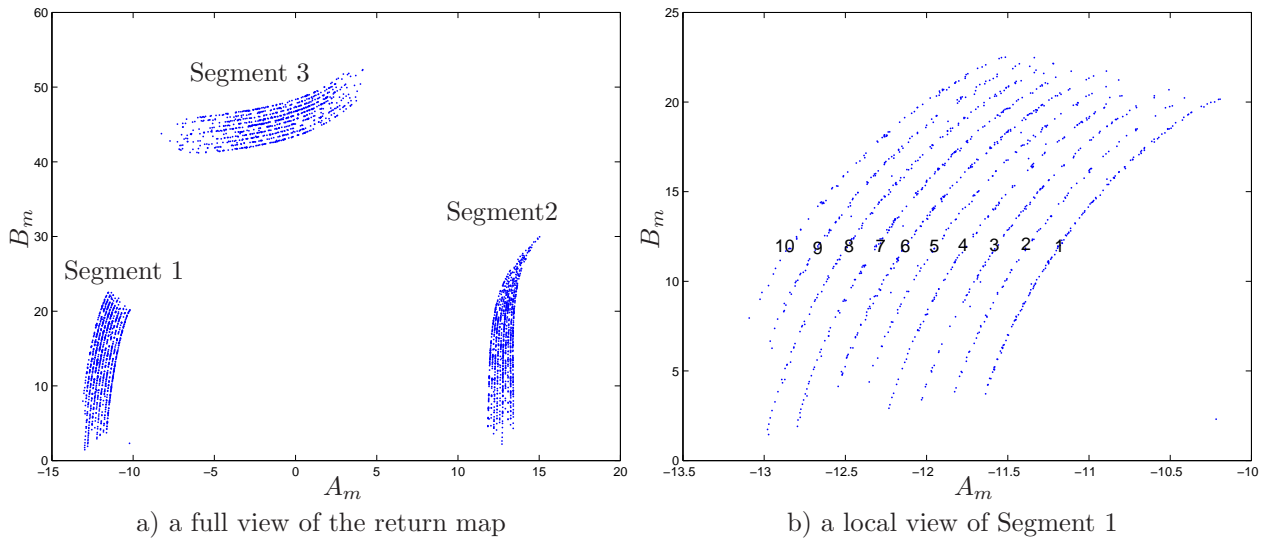 60
50
40
30
20
10
0
−15
−10
−5
0
5
10
15
20
B_m
A_m
Segment 3
Segment2
Segment 1
a) a full view of the return map
25
20
15
10
5
0
−13.5
−13
−12.5
−12
−11.5
−11
−10.5
−10
B_m
A_m
10 9 8 7 6 5 4 3 2 1
b) a local view of Segment 1